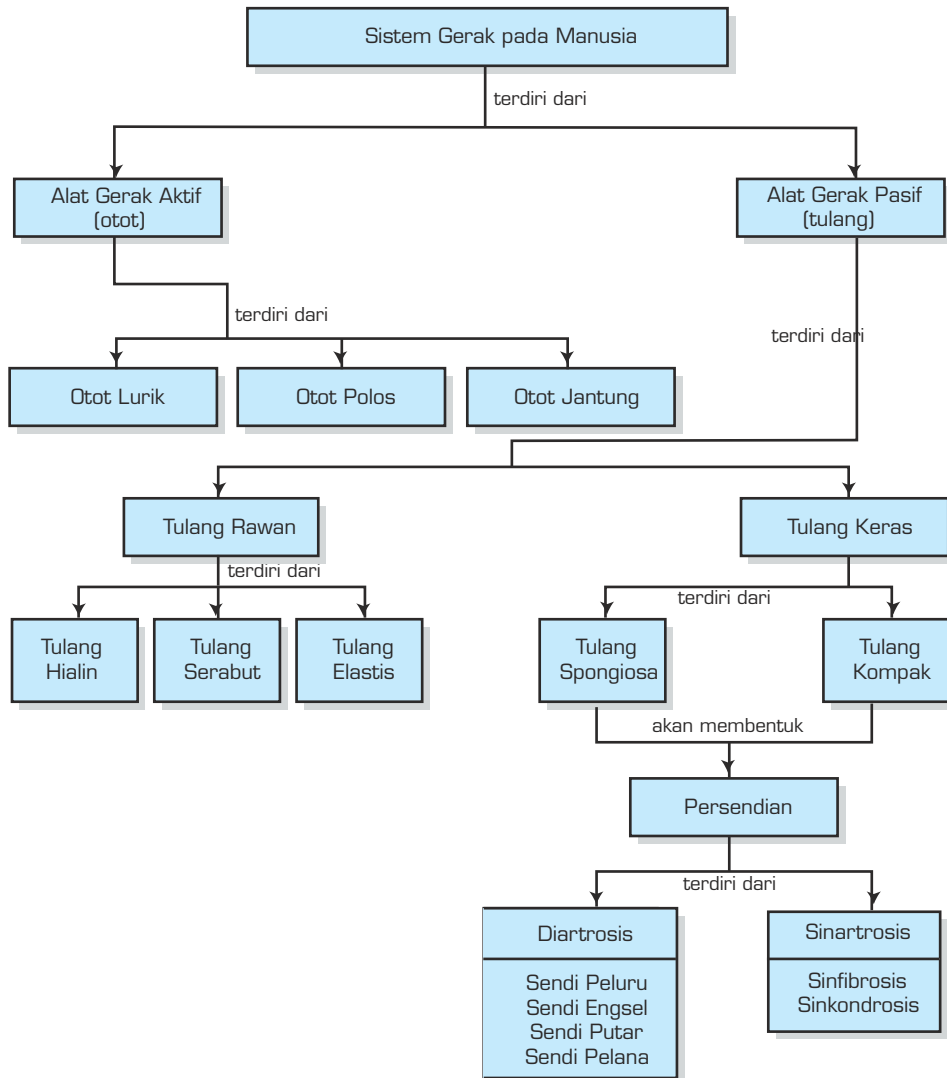 Sistem Gerak pada Manusia
terdiri dari
Alat Gerak Aktif
(otot)
Alat Gerak Pasif
(tulang)
terdiri dari
terdiri dari
Otot Lurik
Otot Polos
Otot Jantung
Tulang Rawan
Tulang Keras
terdiri dari
terdiri dari
Tulang
Hialin
Tulang
Serabut
Tulang
Elastis
Tulang
Spongiosa
Tulang
Kompak
akan membentuk
Persendian
terdiri dari
Diartrosis
Sendi Peluru
Sendi Engsel
Sendi Putar
Sendi Pelana
Sinartrosis
Sinfibrosis
Sinkondrosis